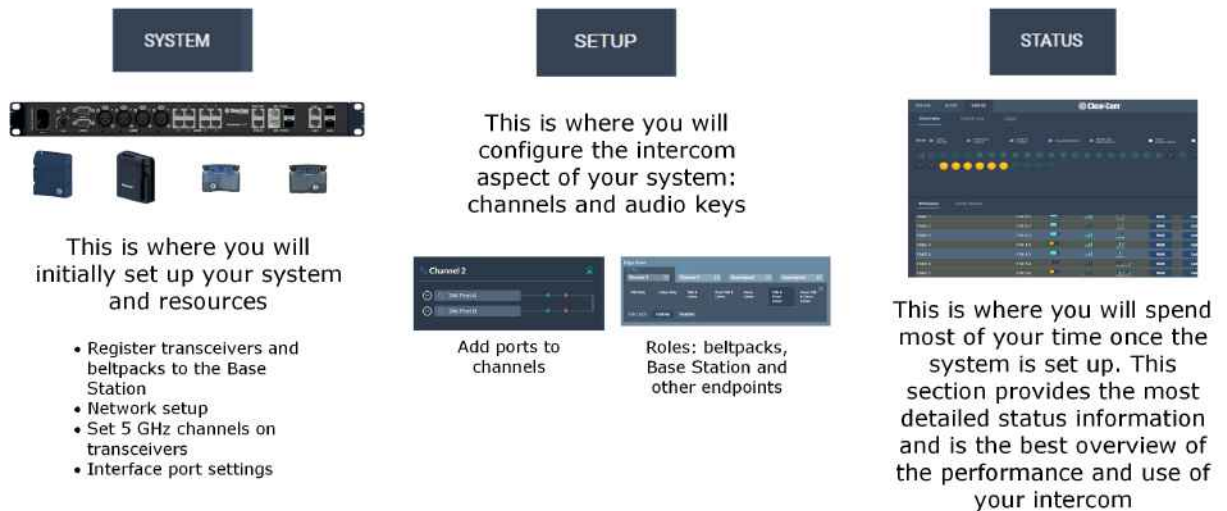 SYSTEM
This is where you will
initially set up your system
and resources
• Register transceivers and
beltpacks to the Base
Station
• Network setup
• Set 5 GHz channels on
transceivers
• Interface port settings
SETUP
This is where you will
configure the intercom
aspect of your system:
channels and audio keys
Channel 2
Add ports to
channels
Roles: beltpacks,
Base Station and
other endpoints
STATUS
Clear-Com
This is where you will spend
most of your time once the
system is set up. This
section provides the most
detailed status information
and is the best overview of
the performance and use of
your intercom